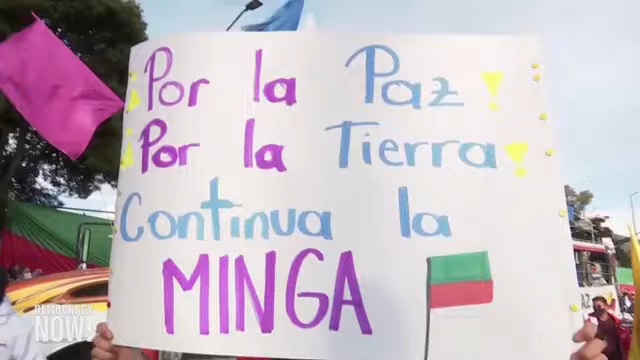 ¡Por la Paz!
¡Por la Tierra!
Continua la
MINGA
DEMOCRACY
NOW!